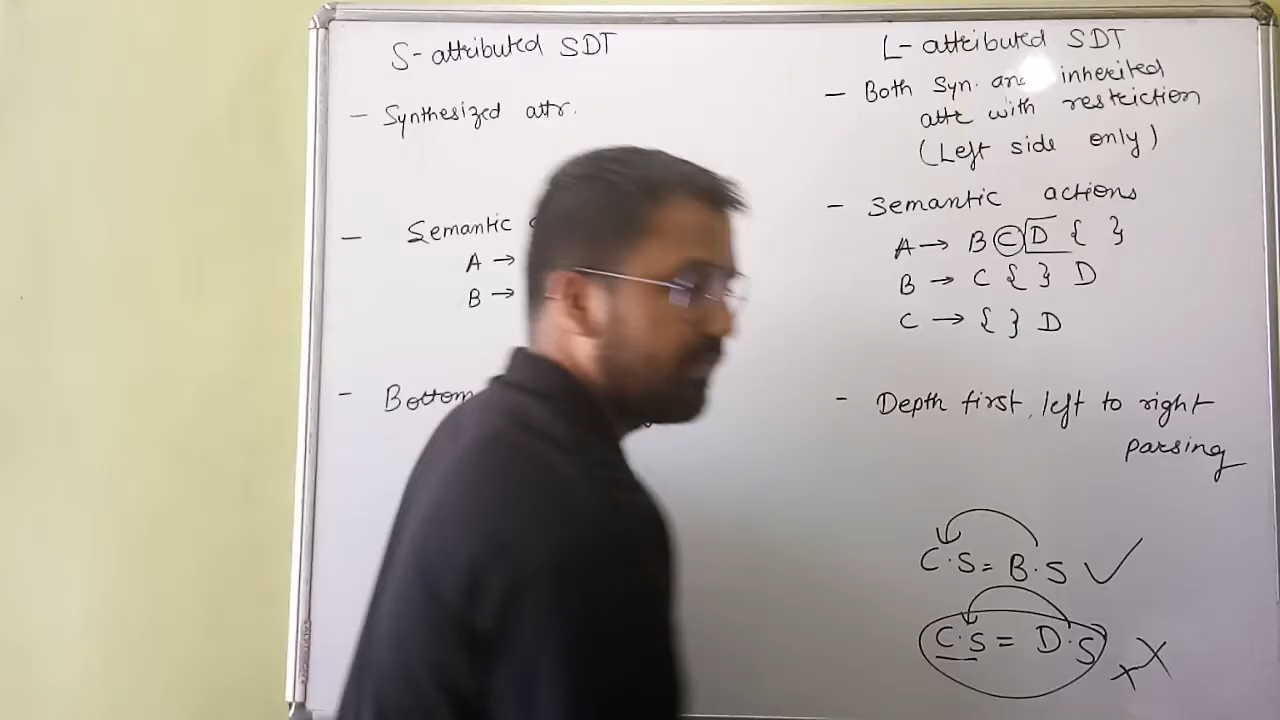 S-attributed SDT
- Synthesized attr.
- Semantic
A →
B →
- Bottom
L-attributed SDT
- Both Syn. and inherited
attr with restriction
(Left side only)
- Semantic actions
A → B C D { }
B → C { } D
C → { } D
- Depth first, left to right
parsing
C.S = B.S ✓
C.S = D.S X X